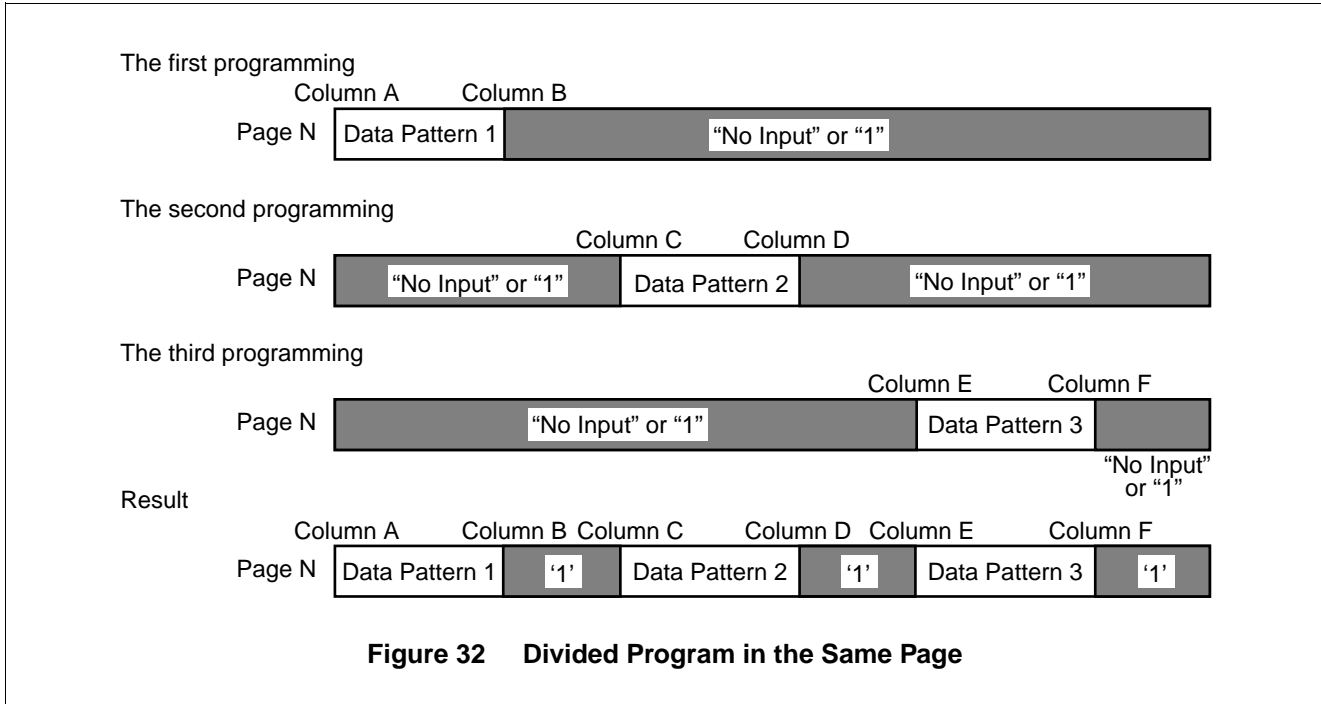 The first programming
Column A Column B
Page N Data Pattern 1 “No Input” or “1”
The second programming
Column C Column D
Page N “No Input” or “1” Data Pattern 2 “No Input” or “1”
The third programming
Column E Column F
Page N “No Input” or “1” Data Pattern 3
“No Input”
or “1”
Result
Column A Column B Column C Column D Column E Column F
Page N Data Pattern 1 ‘1’ Data Pattern 2 ‘1’ Data Pattern 3 ‘1’
Figure 32 Divided Program in the Same Page